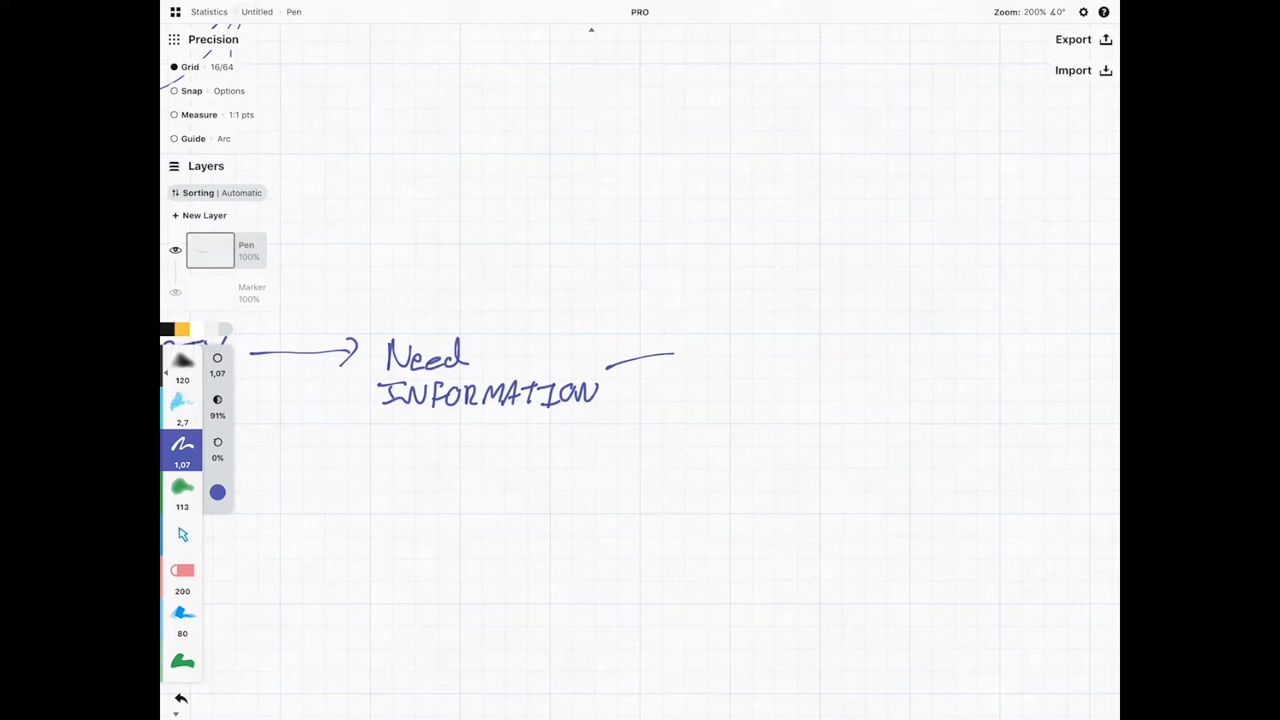 Statistics › Untitled › Pen
PRO
Zoom: 200% ∡0°
Precision
Grid › 16/64
Snap › Options
Measure › 1:1 pts
Guide › Arc
Layers
Sorting | Automatic
+ New Layer
Pen
100%
Marker
100%
Export
Import
120
2,7
1,07
113
200
80
1,07
91%
0%
Need
INFORMATION